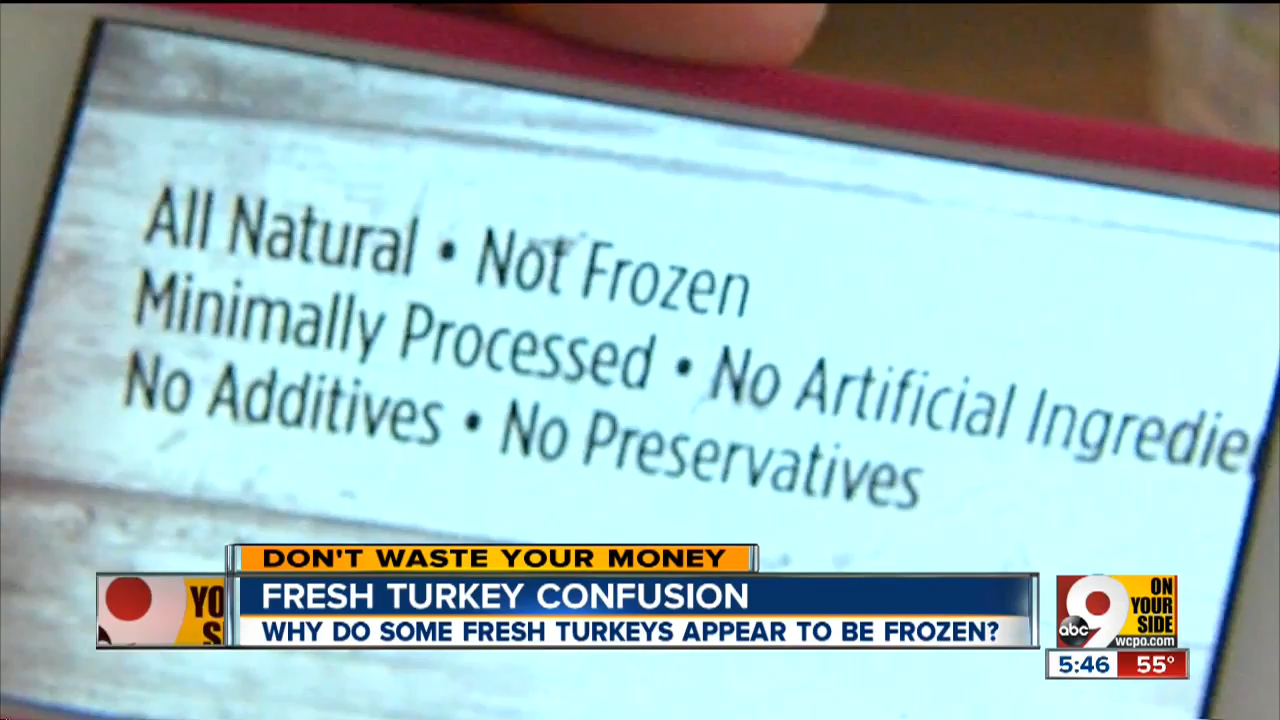 All Natural • Not Frozen
Minimally Processed • No Artificial Ingredie
No Additives • No Preservatives
DON'T WASTE YOUR MONEY
YO
S
FRESH TURKEY CONFUSION
WHY DO SOME FRESH TURKEYS APPEAR TO BE FROZEN?
abc 9 ON
YOUR
SIDE
wcpo.com
5:46 55°